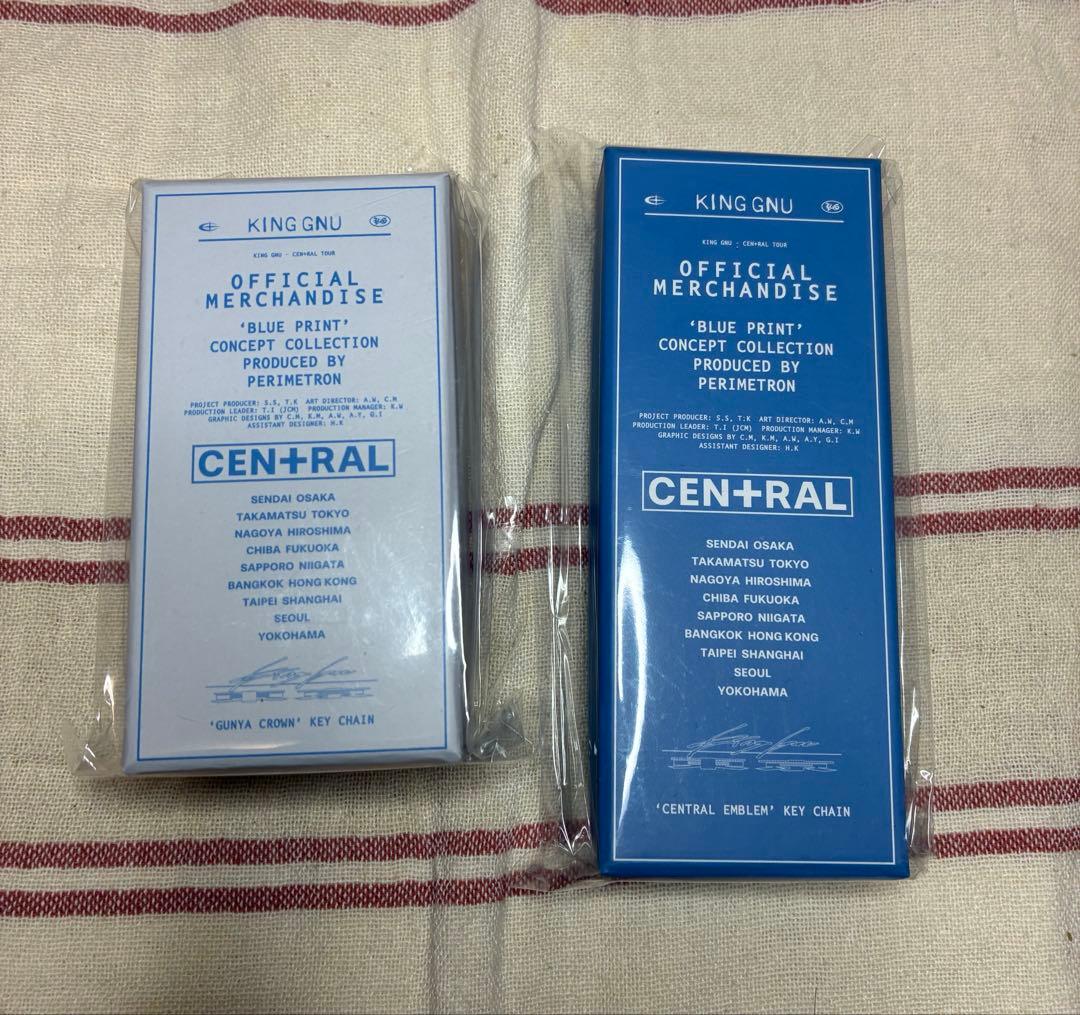 KING GNU
KING GNU - CEN+RAL TOUR
OFFICIAL
MERCHANDISE
'BLUE PRINT'
CONCEPT COLLECTION
PRODUCED BY
PERIMETRON
PROJECT PRODUCER: S.S, T.K ART DIRECTOR: A.W, C.M
PRODUCTION LEADER: T.I (JCM) PRODUCTION MANAGER: K.W
GRAPHIC DESIGNS BY C.M, K.M, A.W, A.Y, G.I
ASSISTANT DESIGNER: H.K
CEN+RAL
SENDAI OSAKA
TAKAMATSU TOKYO
NAGOYA HIROSHIMA
CHIBA FUKUOKA
SAPPORO NIIGATA
BANGKOK HONG KONG
TAIPEI SHANGHAI
SEOUL
YOKOHAMA
'GUNYA CROWN' KEY CHAIN
KING GNU
KING GNU - CEN+RAL TOUR
OFFICIAL
MERCHANDISE
'BLUE PRINT'
CONCEPT COLLECTION
PRODUCED BY
PERIMETRON
PROJECT PRODUCER: S.S, T.K ART DIRECTOR: A.W, C.M
PRODUCTION LEADER: T.I (JCM) PRODUCTION MANAGER: K.W
GRAPHIC DESIGNS BY C.M, K.M, A.W, A.Y, G.I
ASSISTANT DESIGNER: H.K
CEN+RAL
SENDAI OSAKA
TAKAMATSU TOKYO
NAGOYA HIROSHIMA
CHIBA FUKUOKA
SAPPORO NIIGATA
BANGKOK HONG KONG
TAIPEI SHANGHAI
SEOUL
YOKOHAMA
'CENTRAL EMBLEM' KEY CHAIN